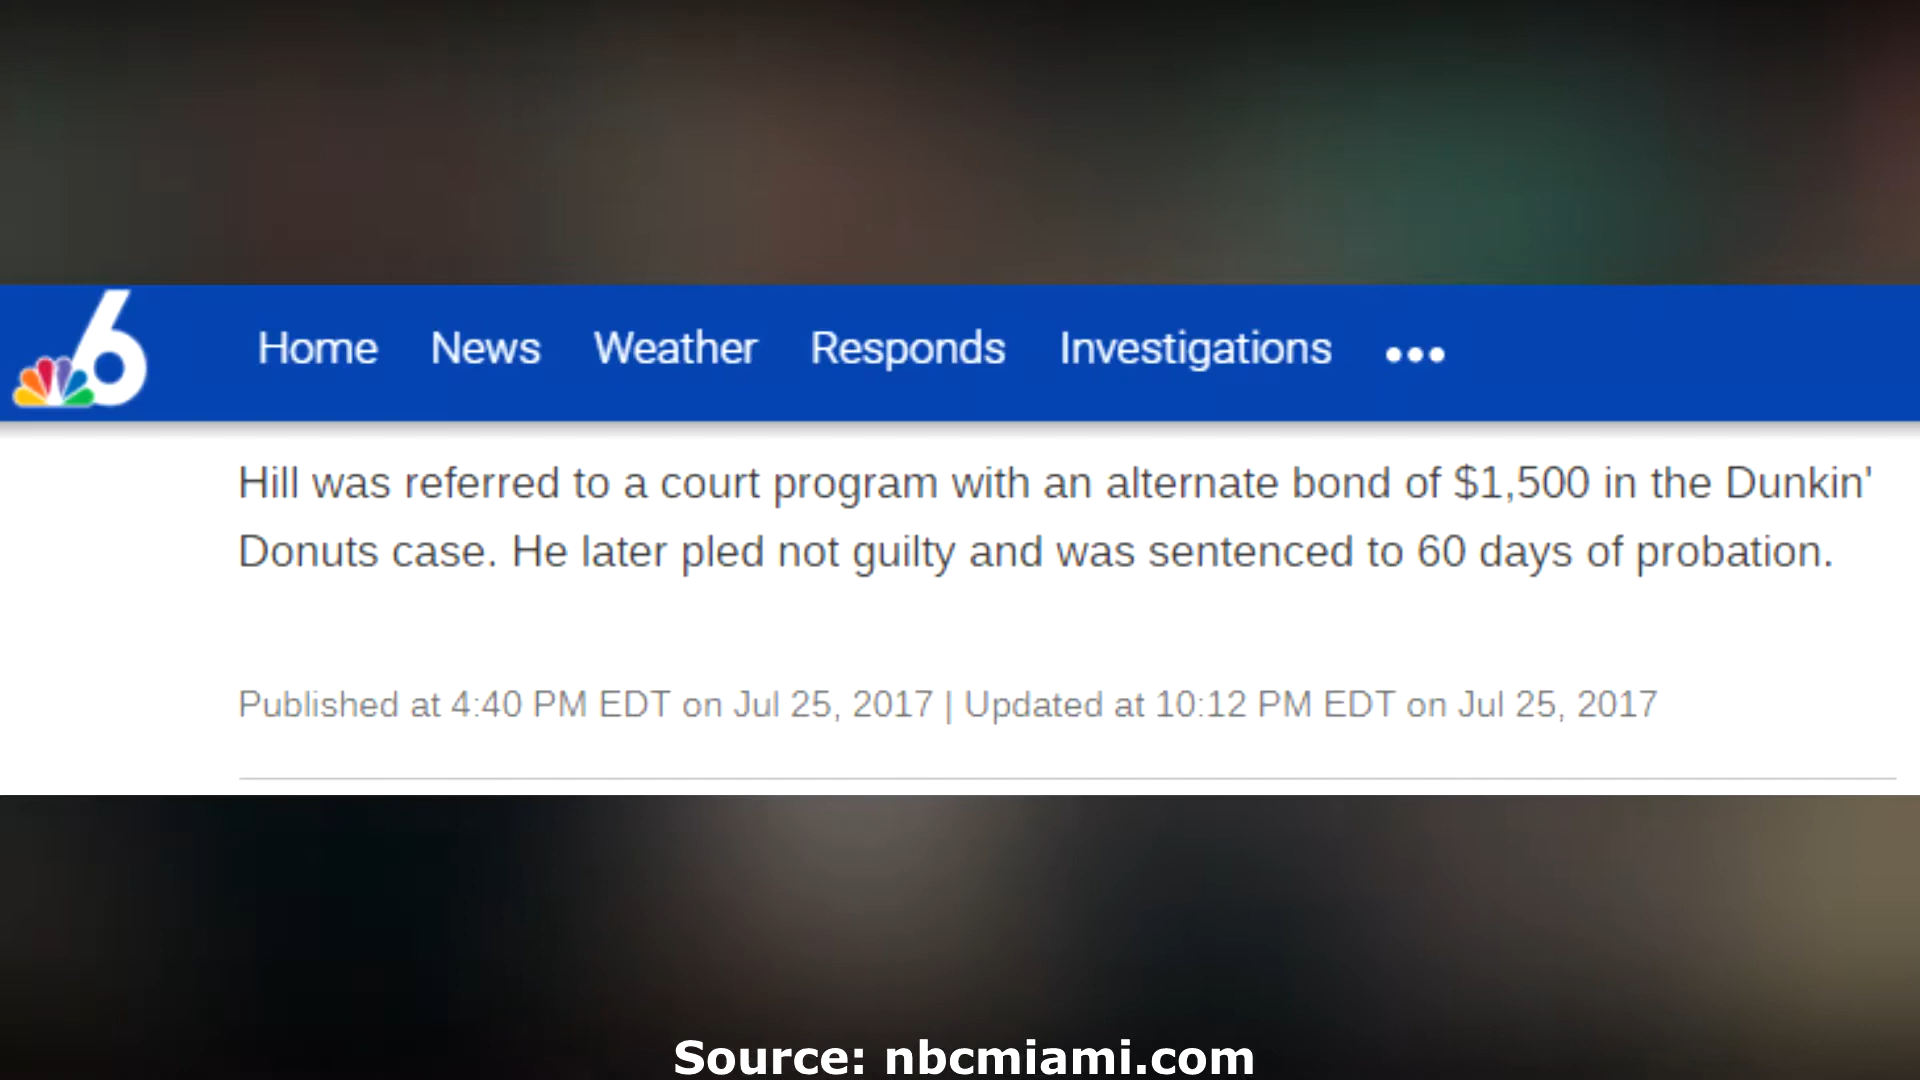 6
Home News Weather Responds Investigations •••
Hill was referred to a court program with an alternate bond of $1,500 in the Dunkin'
Donuts case. He later pled not guilty and was sentenced to 60 days of probation.
Published at 4:40 PM EDT on Jul 25, 2017 | Updated at 10:12 PM EDT on Jul 25, 2017
Source: nbcmiami.com